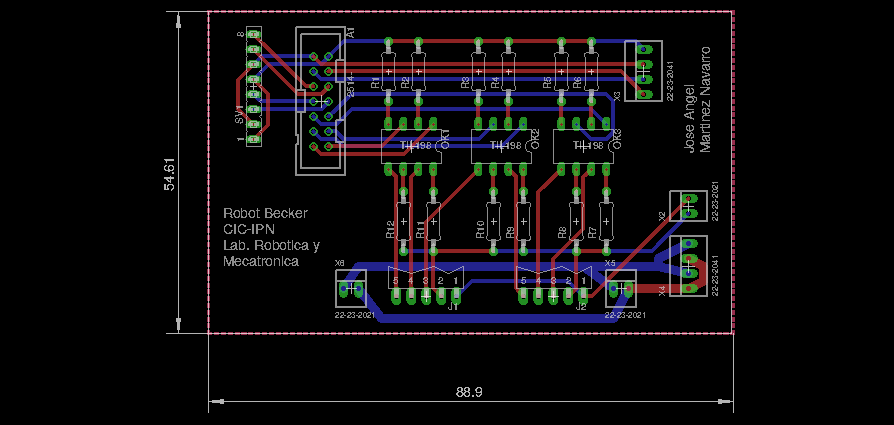 8
A1
R1
R2
R3
R4
R5
R6
X3
22-23-2041
Jose Angel
Martinez Navarro
2514-
SV1
1
TIL198
OK1
TIL198
OK2
TIL198
OK3
54.61
Robot Becker
CIC-IPN
Lab. Robotica y
Mecatronica
R12
R11
R10
R9
R8
R7
X2
22-23-2021
X6
5 4 3 2 1
5 4 3 2 1
X5
X4
22-23-2041
J1
J2
22-23-2021
22-23-2021
88.9